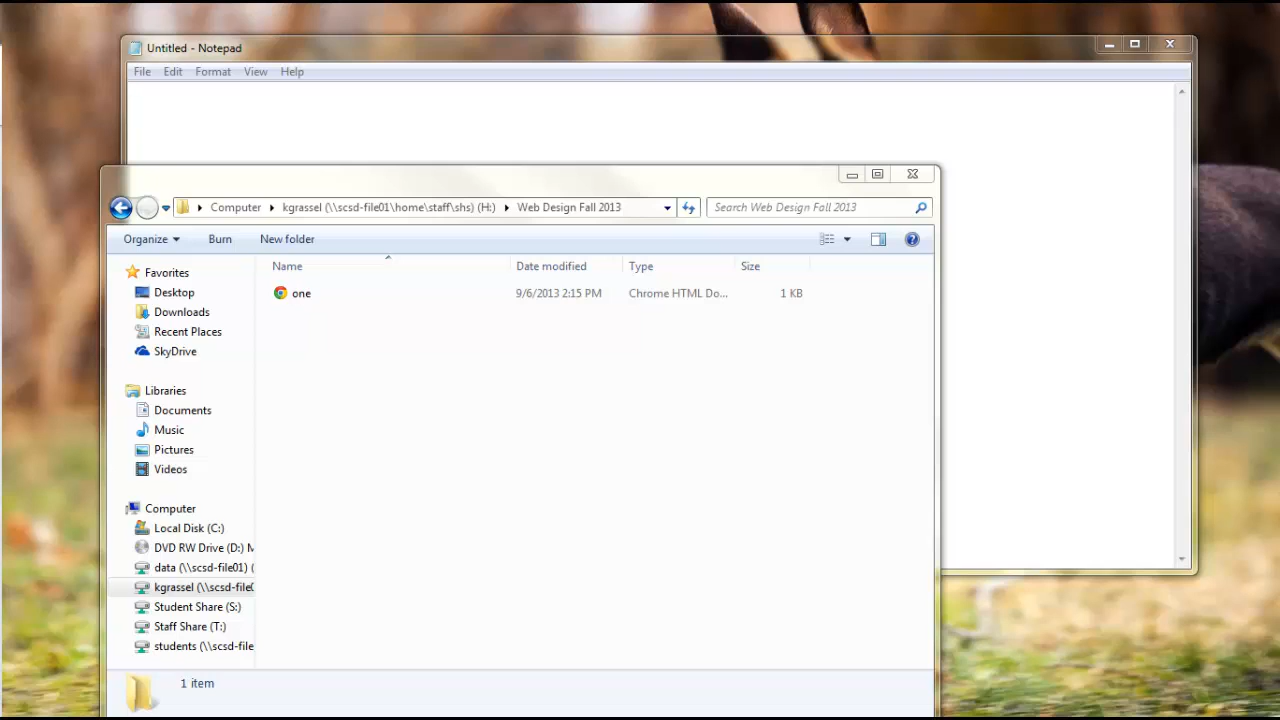 Untitled - Notepad
File Edit Format View Help
Computer kgrassel (\\scsd-file01\home\staff\shs) (H:) Web Design Fall 2013 Search Web Design Fall 2013
Organize Burn New folder
Name Date modified Type Size
one 9/6/2013 2:15 PM Chrome HTML Do... 1 KB
Favorites
Desktop
Downloads
Recent Places
SkyDrive
Libraries
Documents
Music
Pictures
Videos
Computer
Local Disk (C:)
DVD RW Drive (D:) M
data (\\scsd-file01) (
kgrassel (\\scsd-file0
Student Share (S:)
Staff Share (T:)
students (\\scsd-file
1 item